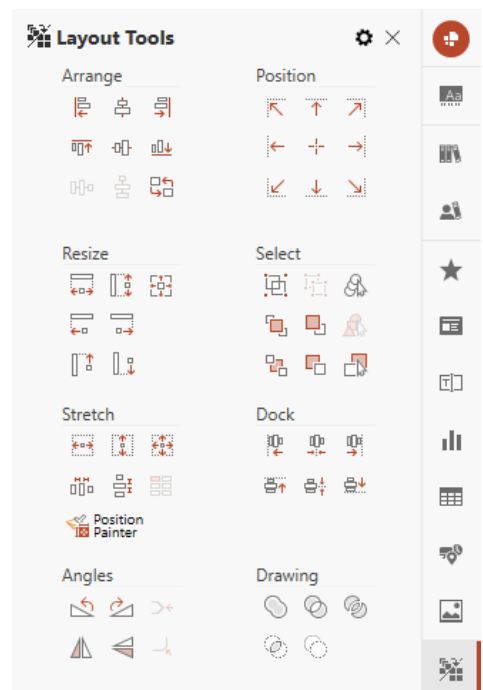 Layout Tools
Arrange
Position
Aa
Resize
Select
Stretch
Dock
Position
Painter
Angles
Drawing